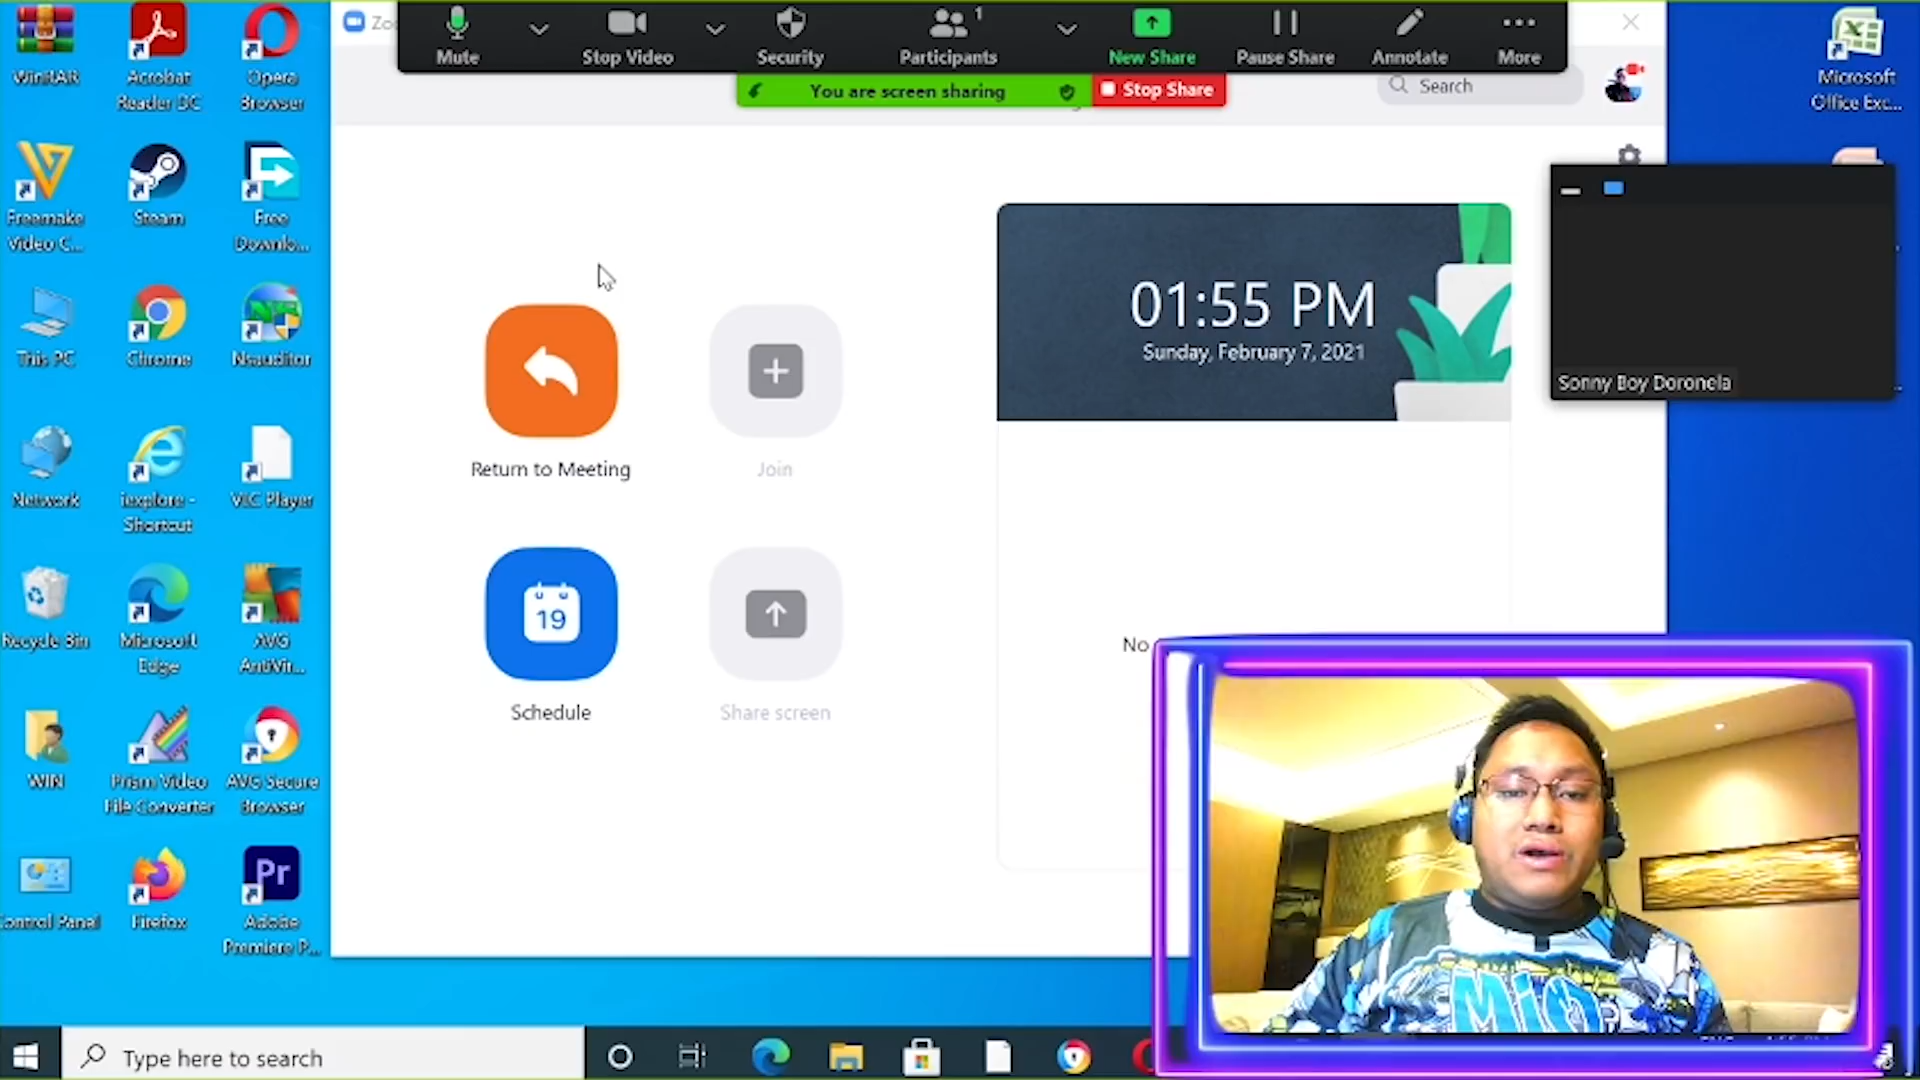 Zo
Mute
Stop Video
Security
Participants
1
New Share
Pause Share
Annotate
More
You are screen sharing
Stop Share
Search
WinRAR
Acrobat
Reader DC
Opera
Browser
Microsoft
Office Exc...
Freemake
Video C...
Steam
Free
Downlo...
This PC
Chrome
Nsauditor
01:55 PM
Sunday, February 7, 2021
Sonny Boy Doronela
Return to Meeting
Join
Network
iexplore -
Shortcut
VLC Player
19
Schedule
Share screen
No
Recycle Bin
Microsoft
Edge
AVG
AntiVir...
WIN
Prism Video
File Converter
AVG Secure
Browser
Control Panel
Firefox
Pr
Adobe
Premiere P...
Mio
Type here to search